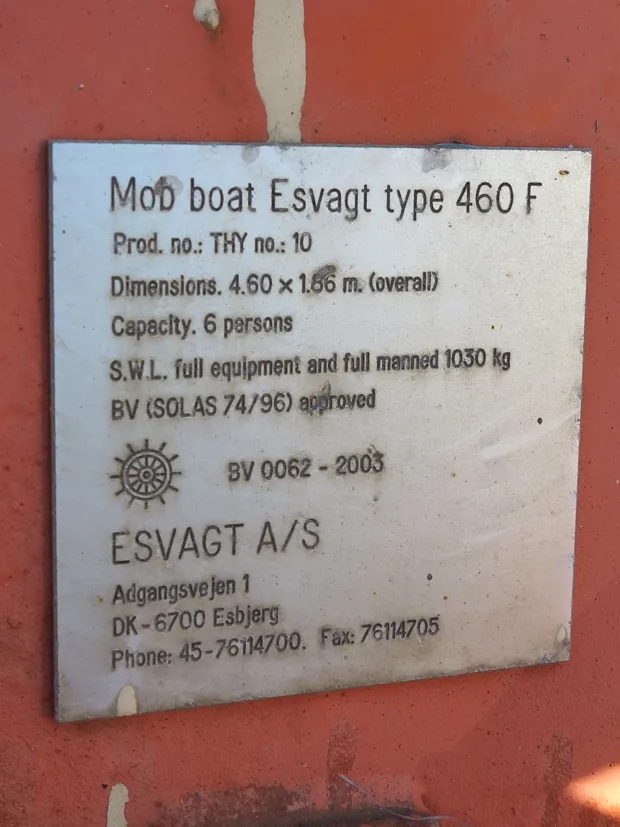 Mob boat Esvagt type 460 F
Prod. no.: THY no.: 10
Dimensions. 4.60 x 1.86 m. (overall)
Capacity. 6 persons
S.W.L. full equipment and full manned 1030 kg
BV (SOLAS 74/96) approved
BV 0062 - 2003
ESVAGT A/S
Adgangsvejen 1
DK-6700 Esbjerg
Phone: 45-76114700. Fax: 76114705